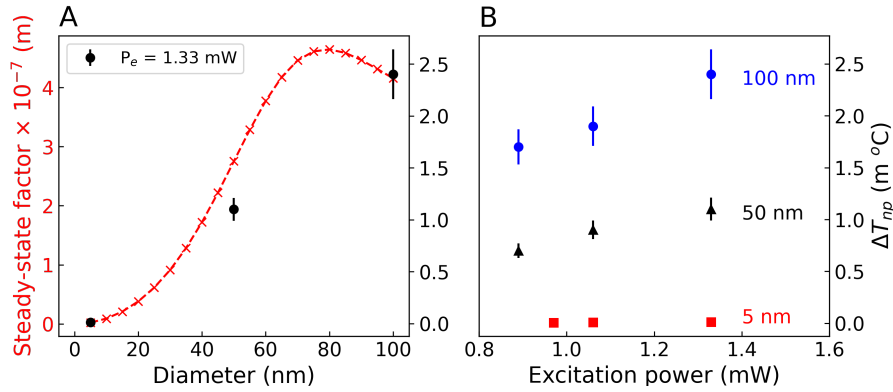 A
B
P_e = 1.33 mW
Steady-state factor × 10⁻⁷ (m)
4
3
2
1
0
2.5
2.0
1.5
1.0
0.5
0.0
0 20 40 60 80 100
Diameter (nm)
100 nm
50 nm
5 nm
2.5
2.0
1.5
1.0
0.5
0.0
ΔT_np (m °C)
0.8 1.0 1.2 1.4 1.6
Excitation power (mW)